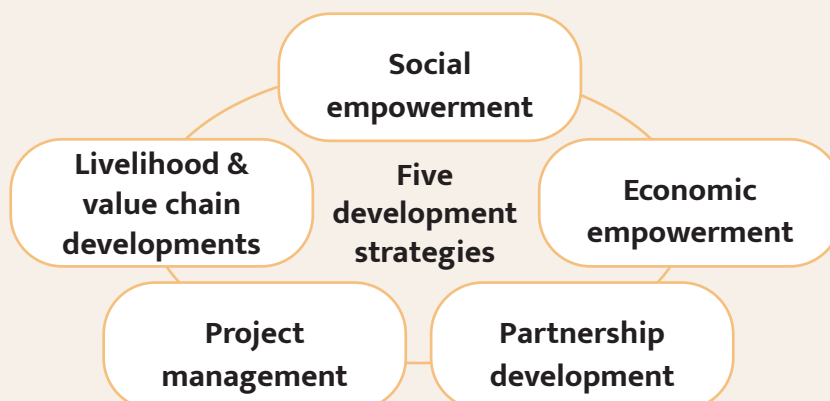 Social
empowerment
Livelihood &
value chain
developments
Five
development
strategies
Economic
empowerment
Project
management
Partnership
development